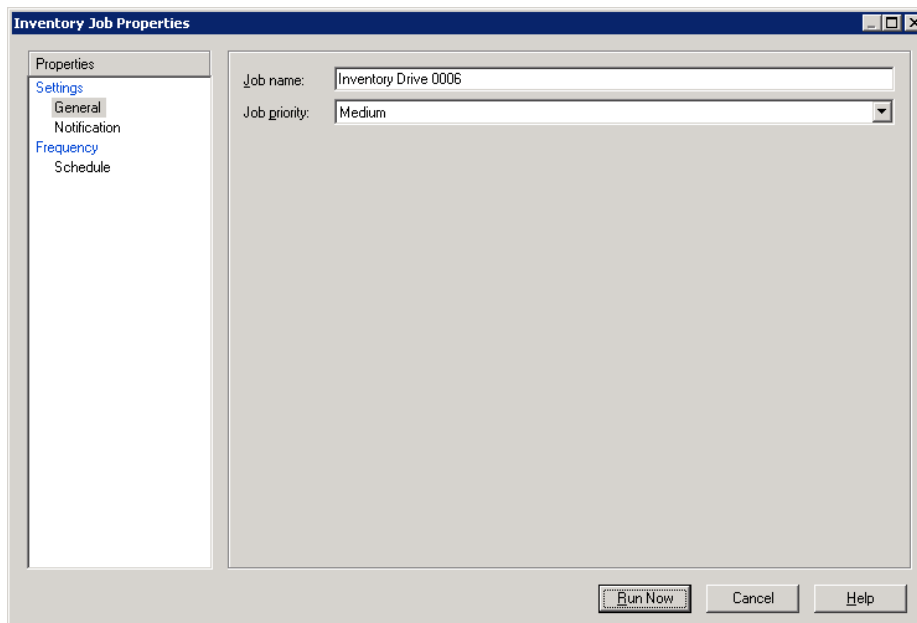 Inventory Job Properties
Properties
Settings
General
Notification
Frequency
Schedule
Job name: Inventory Drive 0006
Job priority: Medium
Run Now Cancel Help